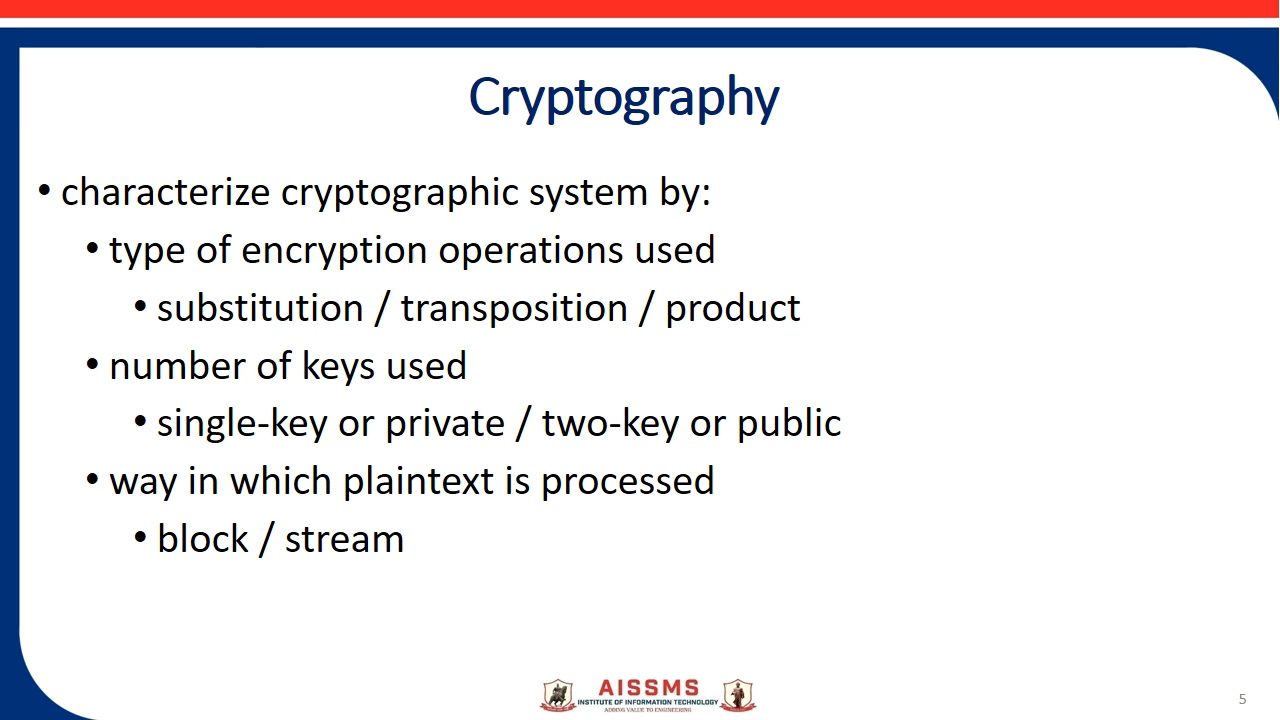 Cryptography
• characterize cryptographic system by:
• type of encryption operations used
• substitution / transposition / product
• number of keys used
• single-key or private / two-key or public
• way in which plaintext is processed
• block / stream
AISSMS
INSTITUTE OF INFORMATION TECHNOLOGY
ADDING VALUE TO ENGINEERING
5